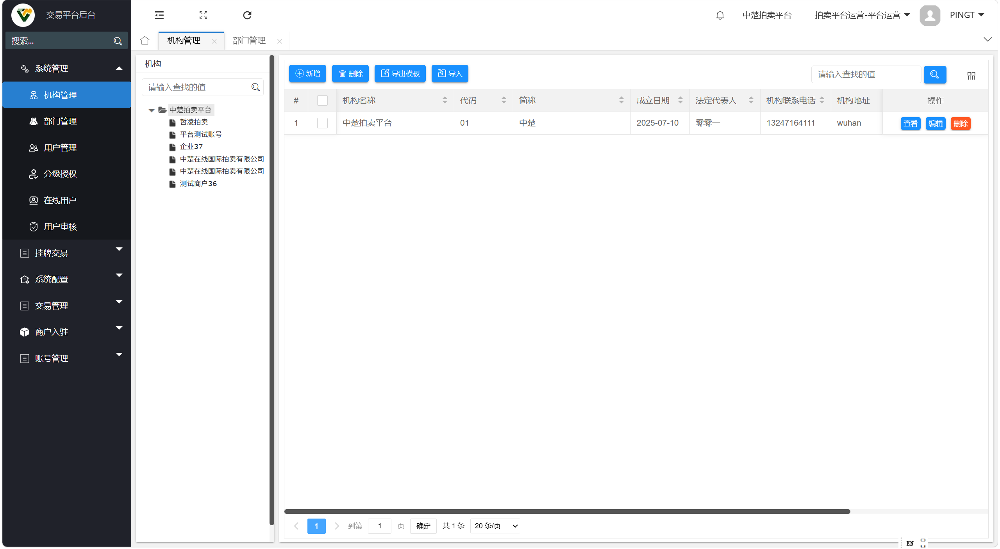 交易平台后台
中楚拍卖平台
拍卖平台运营-平台运营
PINGT
搜索...
机构管理
部门管理
系统管理
机构管理
部门管理
用户管理
分级授权
在线用户
用户审核
挂牌交易
系统配置
交易管理
商户入驻
账号管理
机构
请输入查找的值
中楚拍卖平台
哲凌拍卖
平台测试账号
企业37
中楚在线国际拍卖有限公司
中楚在线国际拍卖有限公司
测试商户36
新增 删除 导出模板 导入 请输入查找的值
# 机构名称 代码 简称 成立日期 法定代表人 机构联系电话 机构地址 操作
1 中楚拍卖平台 01 中楚 2025-07-10 零零一 13247164111 wuhan 查看 编辑 删除
1 到第 1 页 确定 共 1 条 20 条/页
EN